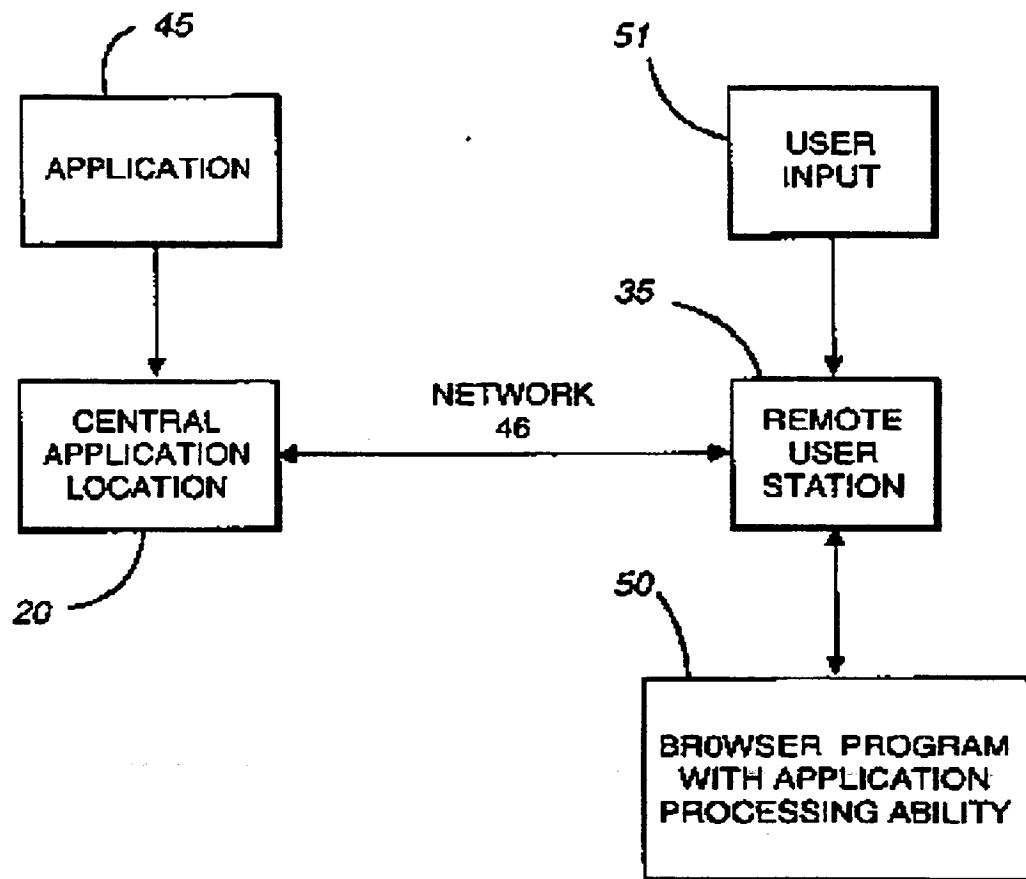 45
APPLICATION
51
USER
INPUT
35
CENTRAL
APPLICATION
LOCATION
NETWORK
46
REMOTE
USER
STATION
20
50
BROWSER PROGRAM
WITH APPLICATION
PROCESSING ABILITY